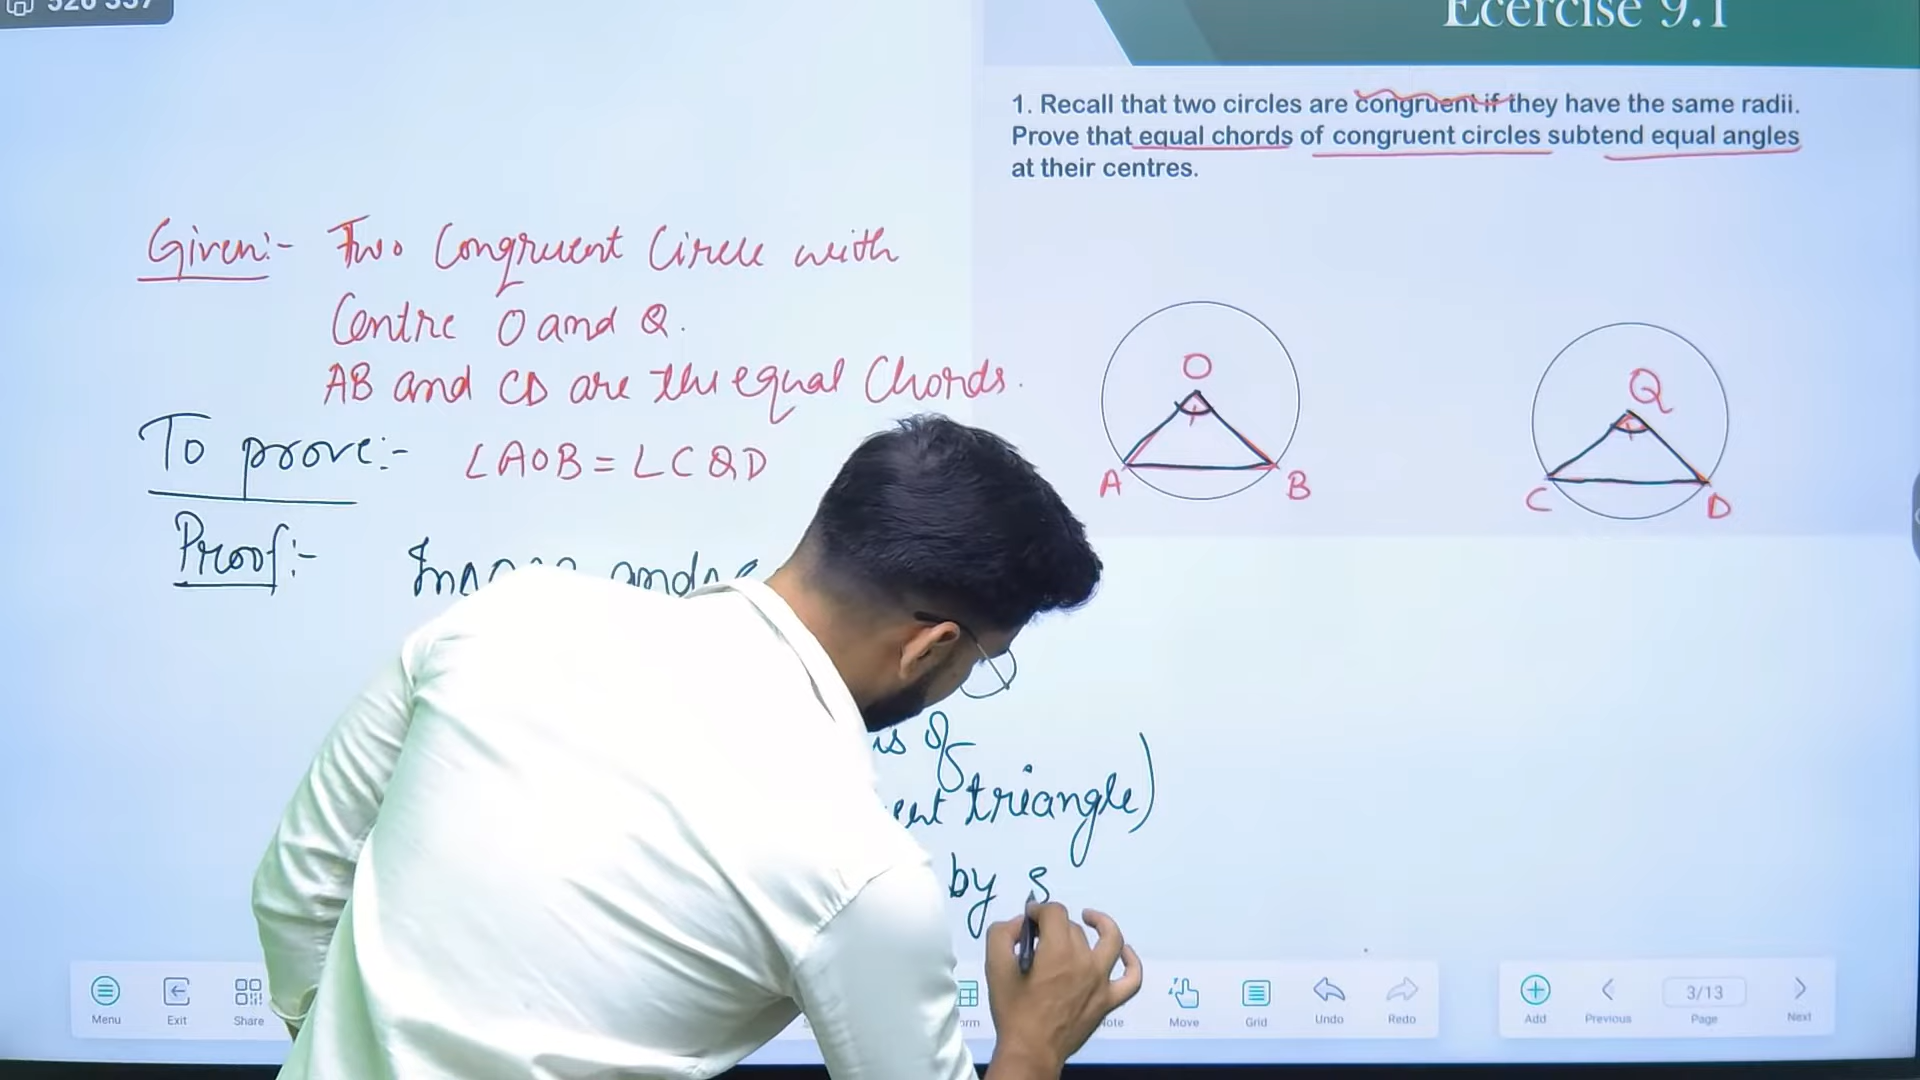 Ecercise 9.1
1. Recall that two circles are congruent if they have the same radii.
Prove that equal chords of congruent circles subtend equal angles
at their centres.
Given:- Two Congruent Circle with
Centre O and Q.
AB and CD are the equal Chords.
To prove:- ∠AOB = ∠CQD
Proof:- In and
of
triangle)
by S
O
A
B
Q
C
D
Menu
Exit
Share
Move
Grid
Undo
Redo
Add
Previous
3/13
Page
Next